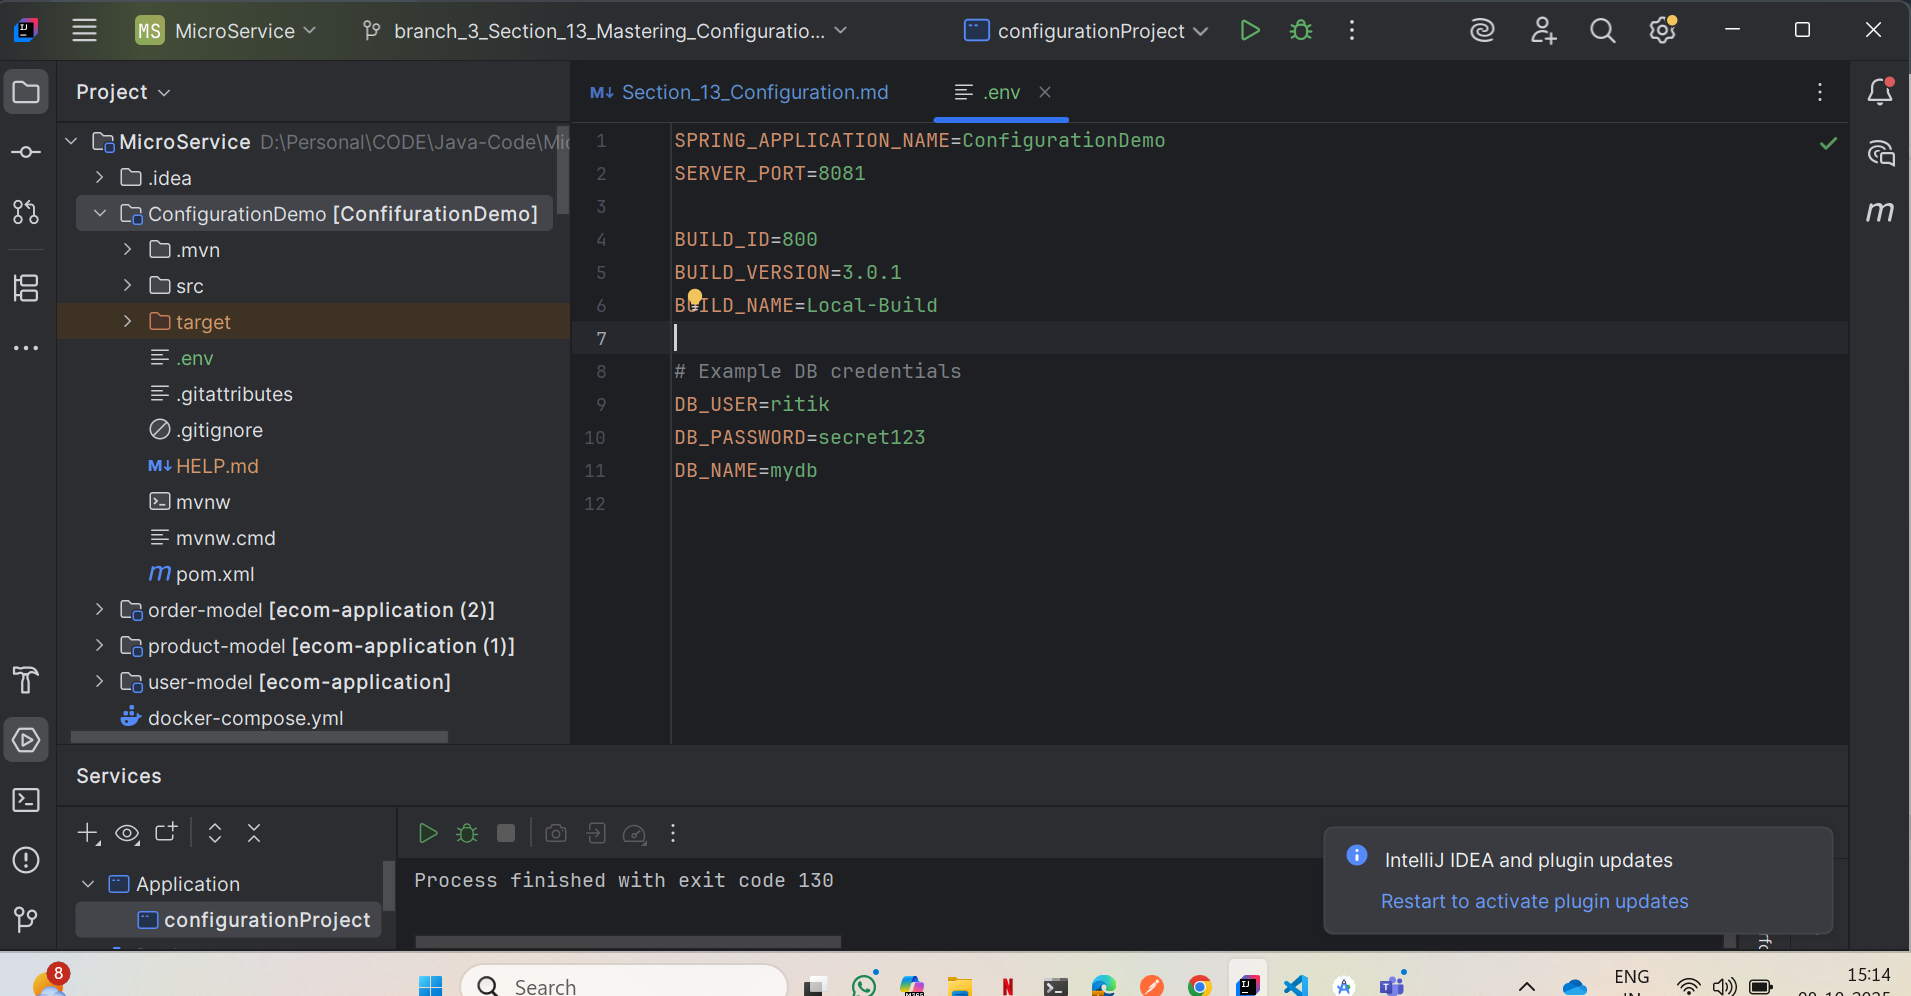 MS MicroService
branch_3_Section_13_Mastering_Configuratio...
configurationProject
Project
Section_13_Configuration.md
.env
MicroService D:\Personal\CODE\Java-Code\Mic
.idea
ConfigurationDemo [ConfifurationDemo]
.mvn
src
target
.env
.gitattributes
.gitignore
M↓ HELP.md
mvnw
mvnw.cmd
m pom.xml
order-model [ecom-application (2)]
product-model [ecom-application (1)]
user-model [ecom-application]
docker-compose.yml
1 SPRING_APPLICATION_NAME=ConfigurationDemo
2 SERVER_PORT=8081
3
4 BUILD_ID=800
5 BUILD_VERSION=3.0.1
6 BUILD_NAME=Local-Build
7
8 # Example DB credentials
9 DB_USER=ritik
10 DB_PASSWORD=secret123
11 DB_NAME=mydb
12
Services
Application
configurationProject
Process finished with exit code 130
IntelliJ IDEA and plugin updates
Restart to activate plugin updates
8
Search
ENG
15:14